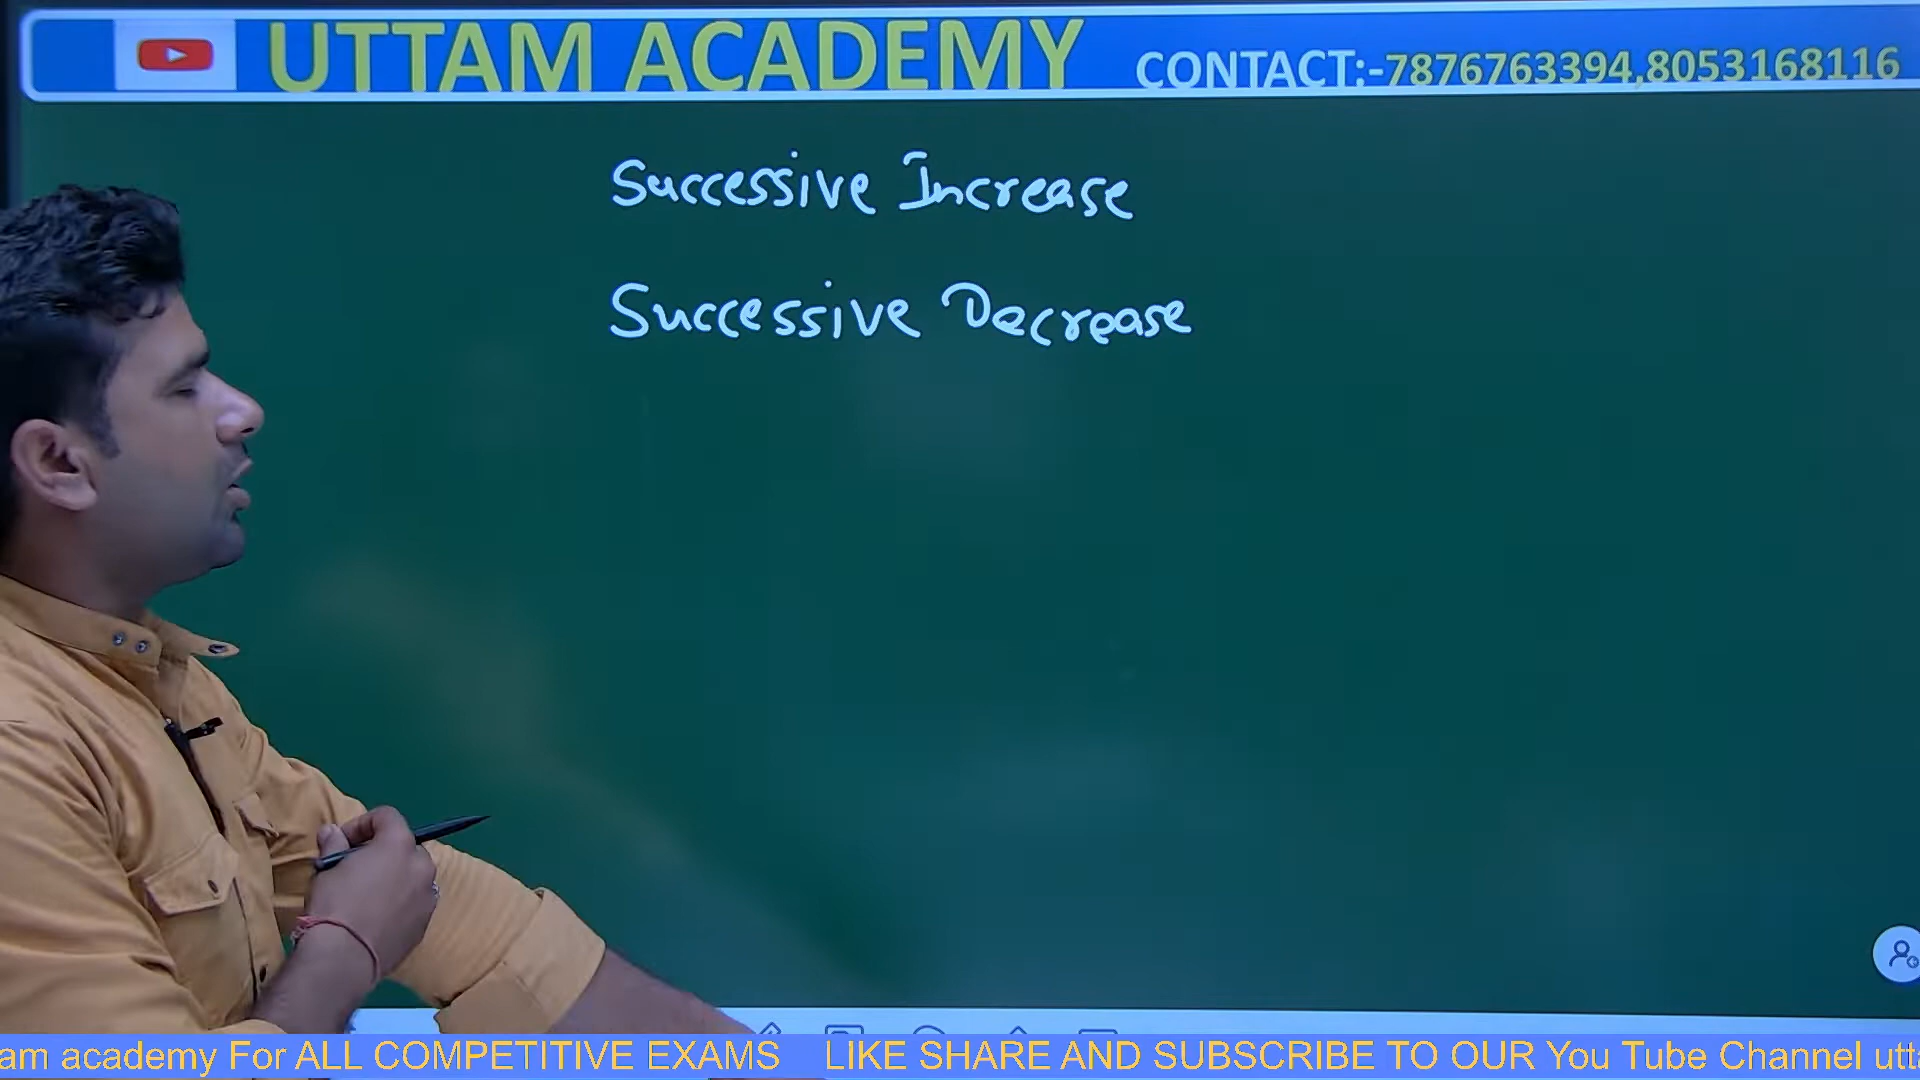 UTTAM ACADEMY CONTACT:-7876763394,8053168116
Successive Increase
Successive Decrease
am academy For ALL COMPETITIVE EXAMS LIKE SHARE AND SUBSCRIBE TO OUR You Tube Channel utta